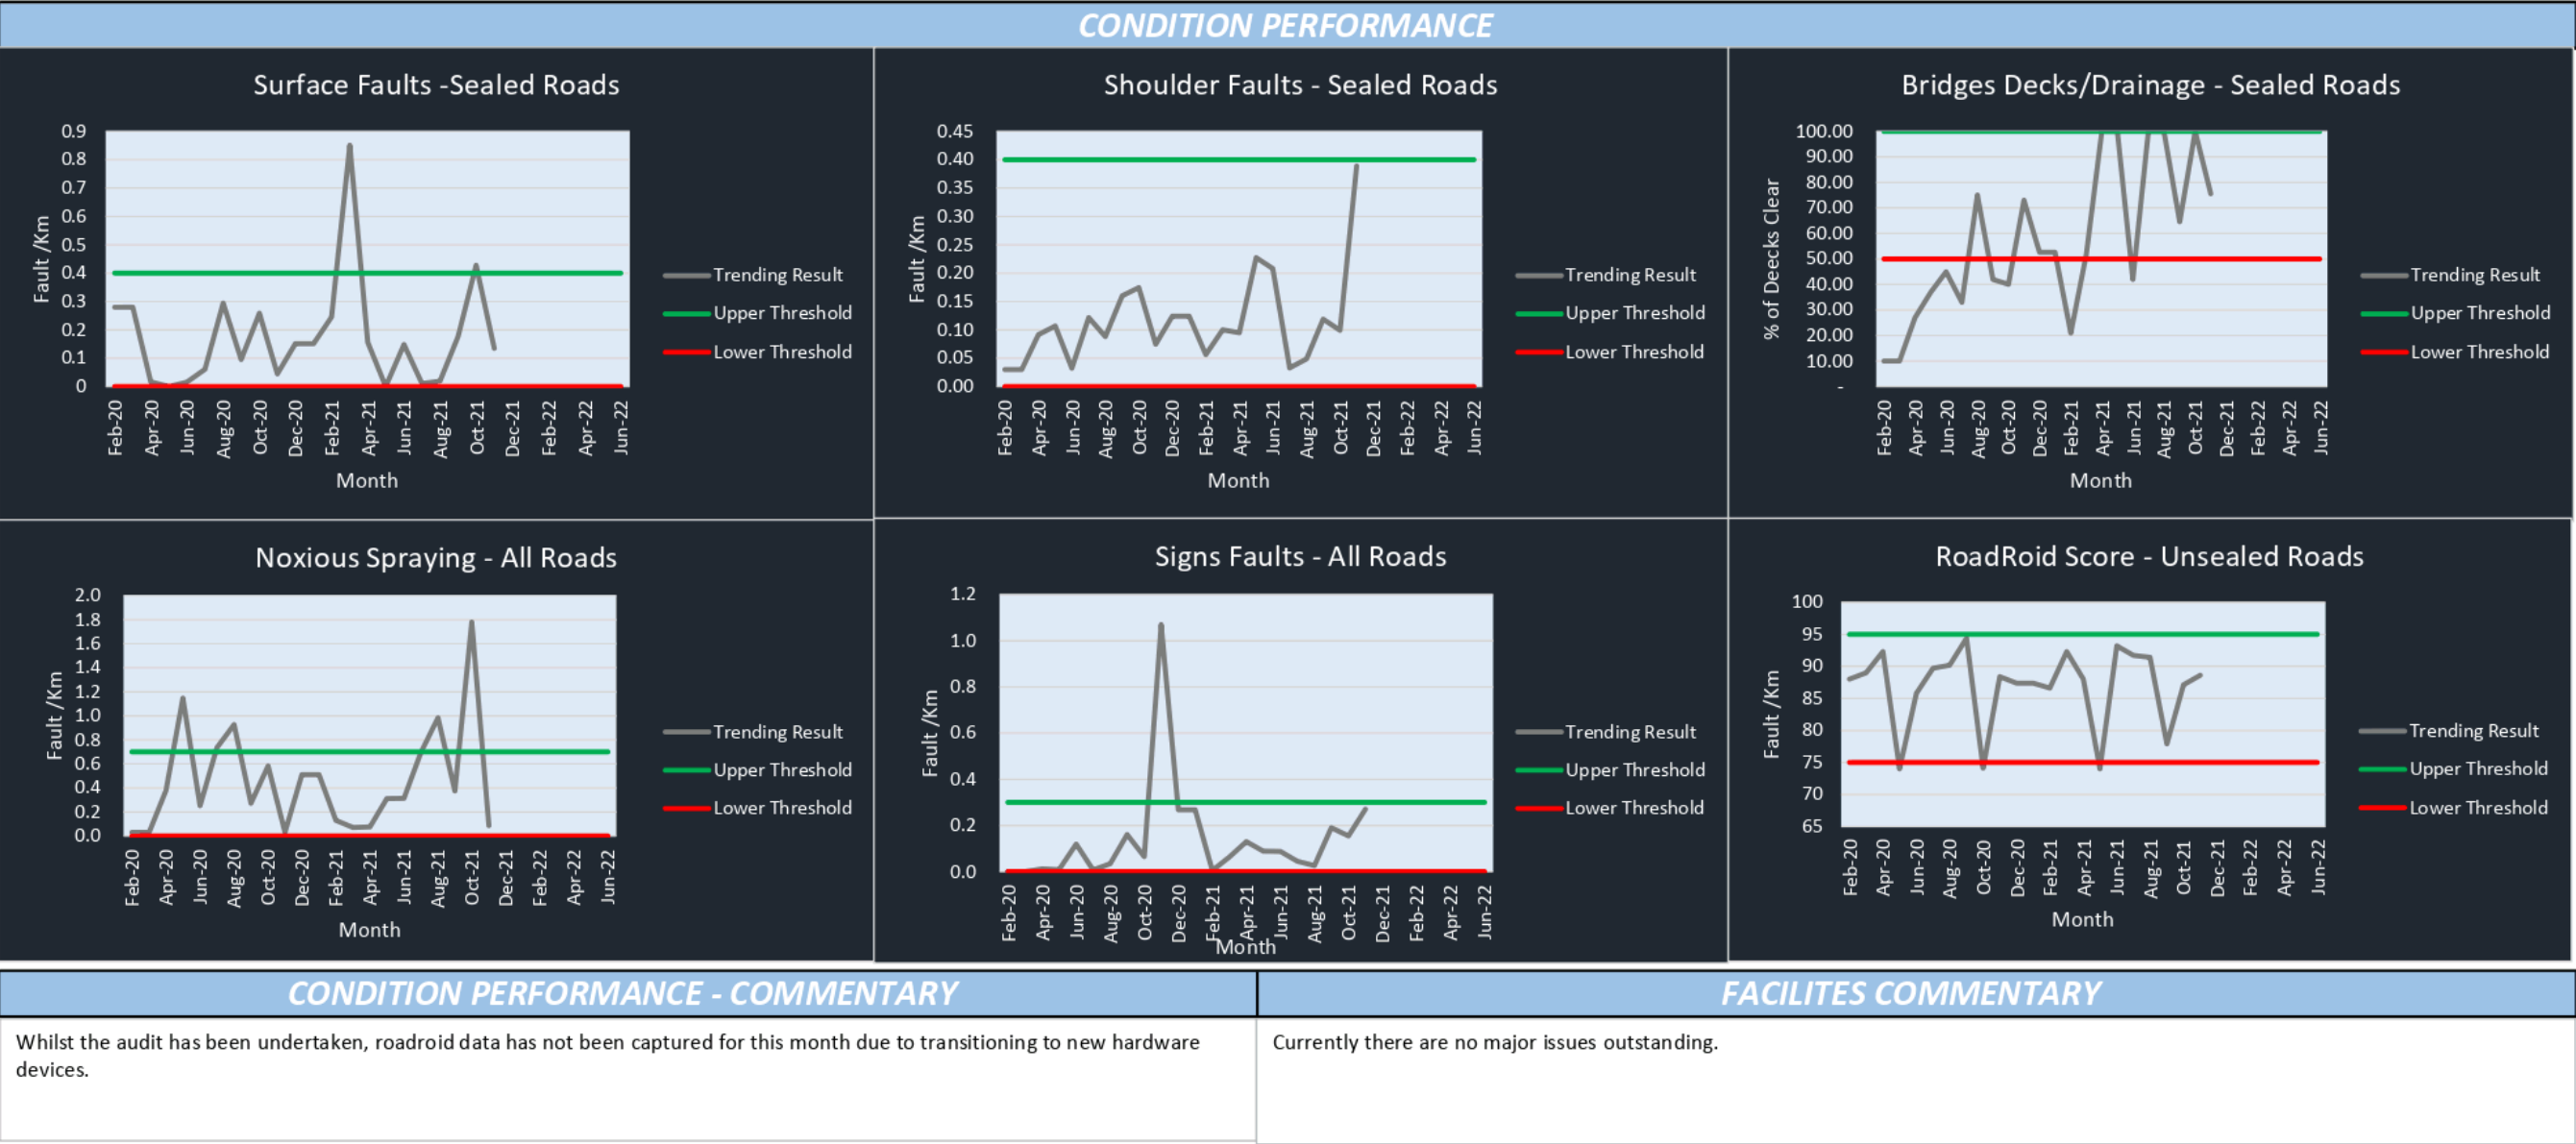 CONDITION PERFORMANCE
Surface Faults -Sealed Roads
0.9
0.8
0.7
0.6
0.5
0.4
0.3
0.2
0.1
0
Fault /Km
Feb-20
Apr-20
Jun-20
Aug-20
Oct-20
Dec-20
Feb-21
Apr-21
Jun-21
Aug-21
Oct-21
Dec-21
Feb-22
Apr-22
Jun-22
Month
Trending Result
Upper Threshold
Lower Threshold
Shoulder Faults - Sealed Roads
0.45
0.40
0.35
0.30
0.25
0.20
0.15
0.10
0.05
0.00
Fault /Km
Feb-20
Apr-20
Jun-20
Aug-20
Oct-20
Dec-20
Feb-21
Apr-21
Jun-21
Aug-21
Oct-21
Dec-21
Feb-22
Apr-22
Jun-22
Month
Trending Result
Upper Threshold
Lower Threshold
Bridges Decks/Drainage - Sealed Roads
100.00
90.00
80.00
70.00
60.00
50.00
40.00
30.00
20.00
10.00
-
% of Deecks Clear
Feb-20
Apr-20
Jun-20
Aug-20
Oct-20
Dec-20
Feb-21
Apr-21
Jun-21
Aug-21
Oct-21
Dec-21
Feb-22
Apr-22
Jun-22
Month
Trending Result
Upper Threshold
Lower Threshold
Noxious Spraying - All Roads
2.0
1.8
1.6
1.4
1.2
1.0
0.8
0.6
0.4
0.2
0.0
Fault /Km
Feb-20
Apr-20
Jun-20
Aug-20
Oct-20
Dec-20
Feb-21
Apr-21
Jun-21
Aug-21
Oct-21
Dec-21
Feb-22
Apr-22
Jun-22
Month
Trending Result
Upper Threshold
Lower Threshold
Signs Faults - All Roads
1.2
1.0
0.8
0.6
0.4
0.2
0.0
Fault /Km
Feb-20
Apr-20
Jun-20
Aug-20
Oct-20
Dec-20
Feb-21
Apr-21
Jun-21
Aug-21
Oct-21
Dec-21
Feb-22
Apr-22
Jun-22
Month
Trending Result
Upper Threshold
Lower Threshold
RoadRoid Score - Unsealed Roads
100
95
90
85
80
75
70
65
Fault /Km
Feb-20
Apr-20
Jun-20
Aug-20
Oct-20
Dec-20
Feb-21
Apr-21
Jun-21
Aug-21
Oct-21
Dec-21
Feb-22
Apr-22
Jun-22
Month
Trending Result
Upper Threshold
Lower Threshold
CONDITION PERFORMANCE - COMMENTARY
Whilst the audit has been undertaken, roadroid data has not been captured for this month due to transitioning to new hardware
devices.
FACILITES COMMENTARY
Currently there are no major issues outstanding.